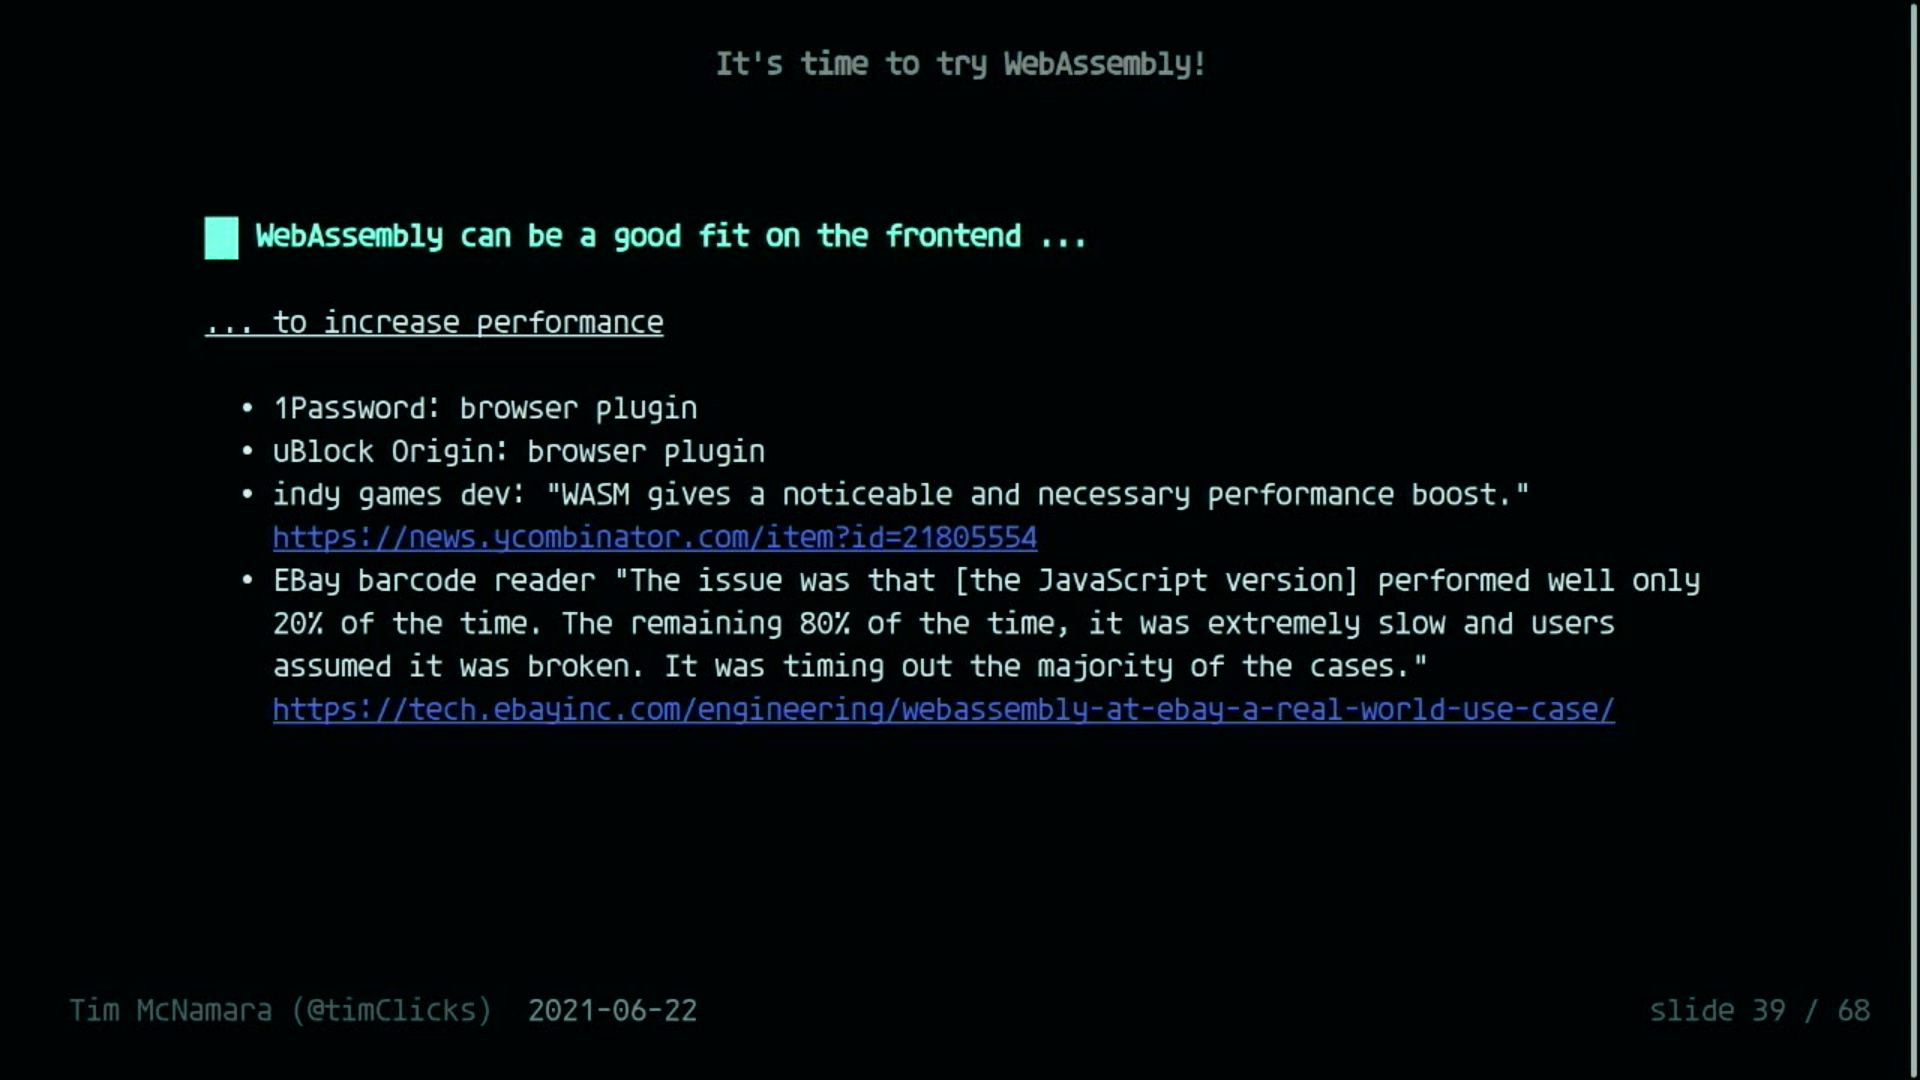 It's time to try WebAssembly!
WebAssembly can be a good fit on the frontend ...
... to increase performance
• 1Password: browser plugin
• uBlock Origin: browser plugin
• indy games dev: "WASM gives a noticeable and necessary performance boost."
https://news.ycombinator.com/item?id=21805554
• EBay barcode reader "The issue was that [the JavaScript version] performed well only
20% of the time. The remaining 80% of the time, it was extremely slow and users
assumed it was broken. It was timing out the majority of the cases."
https://tech.ebayinc.com/engineering/webassembly-at-ebay-a-real-world-use-case/
Tim McNamara (@timClicks) 2021-06-22
slide 39 / 68